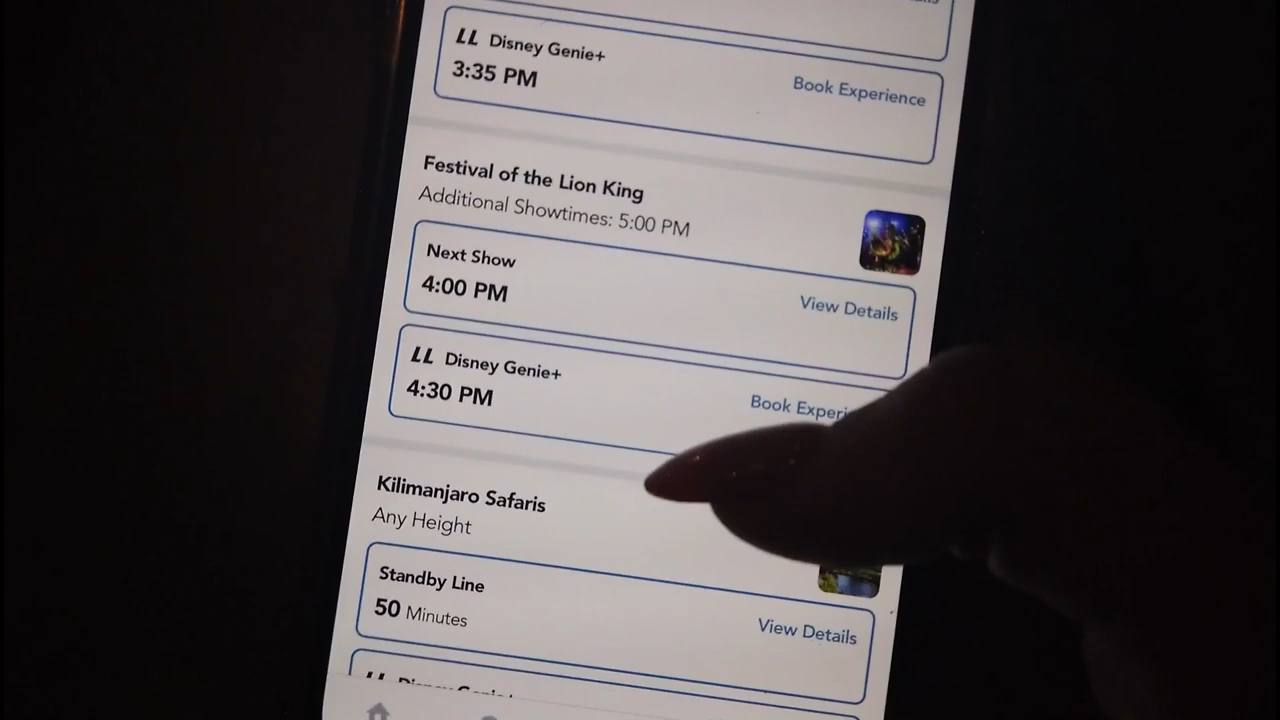 LL Disney Genie+
3:35 PM
Book Experience
Festival of the Lion King
Additional Showtimes: 5:00 PM
Next Show
4:00 PM
View Details
LL Disney Genie+
4:30 PM
Book
Kilimanjaro Safaris
Any Height
Standby Line
50 Minutes
View Details